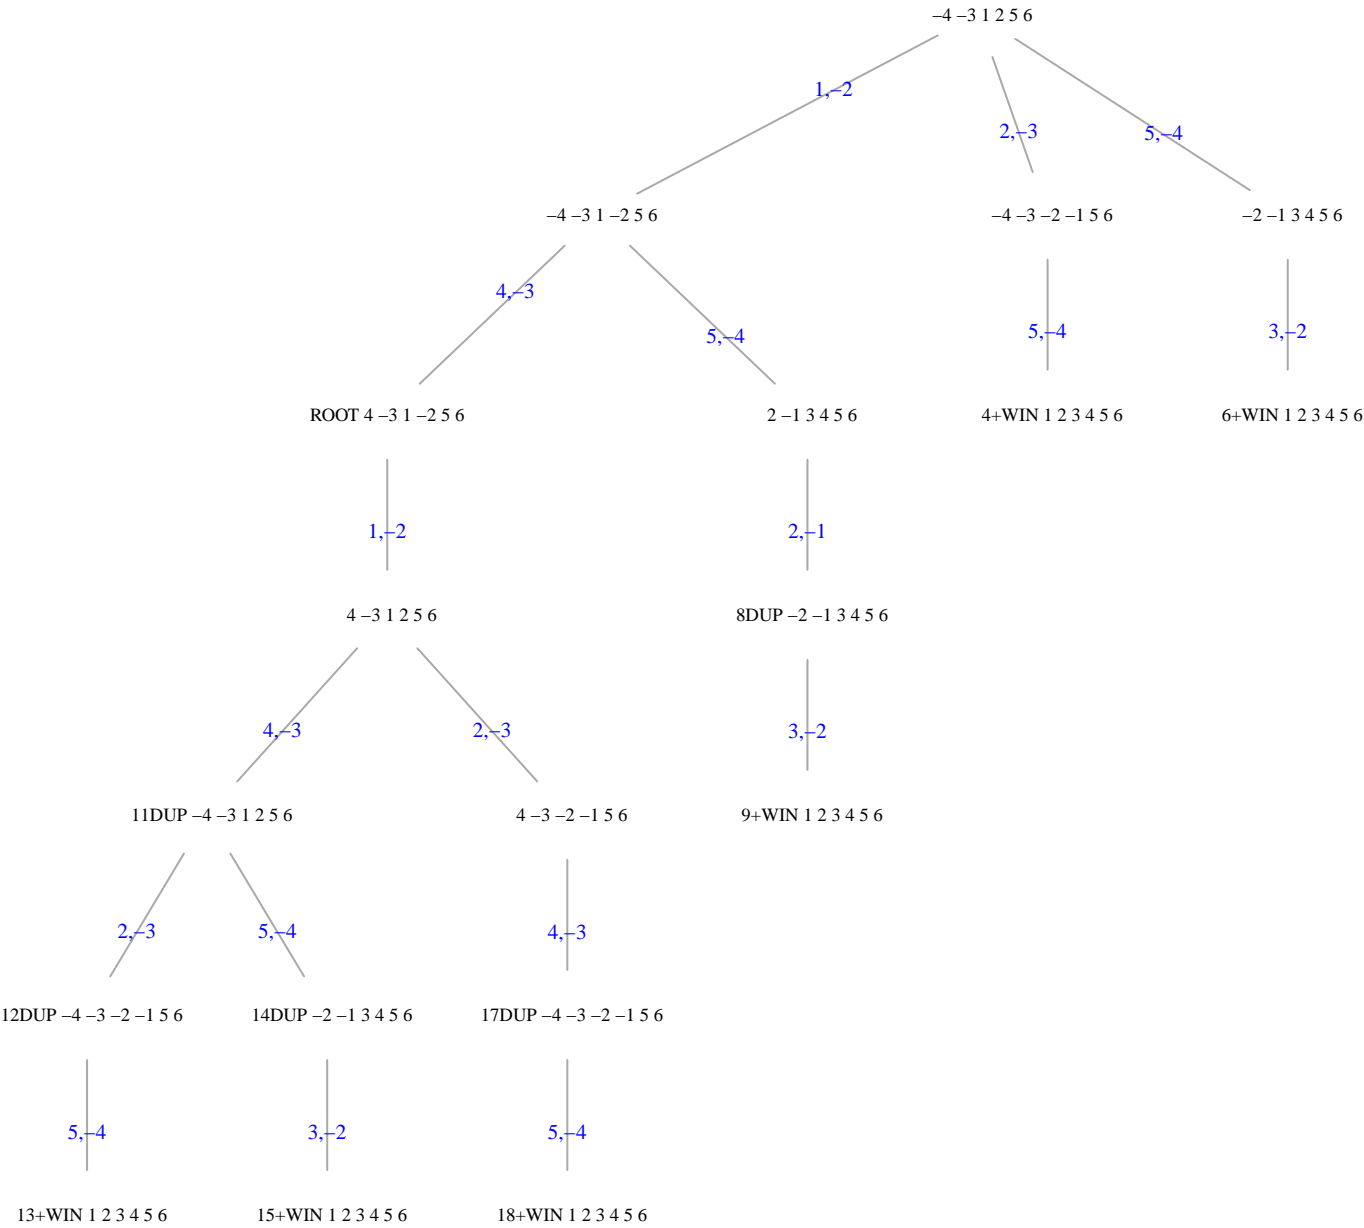 –4 –3 1 2 5 6
1,–2
2,–3
5,–4
–4 –3 1 –2 5 6
–4 –3 –2 –1 5 6
–2 –1 3 4 5 6
4,–3
5,–4
5,–4
3,–2
ROOT 4 –3 1 –2 5 6
2 –1 3 4 5 6
4+WIN 1 2 3 4 5 6
6+WIN 1 2 3 4 5 6
1,–2
2,–1
4 –3 1 2 5 6
8DUP –2 –1 3 4 5 6
4,–3
2,–3
3,–2
11DUP –4 –3 1 2 5 6
4 –3 –2 –1 5 6
9+WIN 1 2 3 4 5 6
2,–3
5,–4
4,–3
12DUP –4 –3 –2 –1 5 6
14DUP –2 –1 3 4 5 6
17DUP –4 –3 –2 –1 5 6
5,–4
3,–2
5,–4
13+WIN 1 2 3 4 5 6
15+WIN 1 2 3 4 5 6
18+WIN 1 2 3 4 5 6